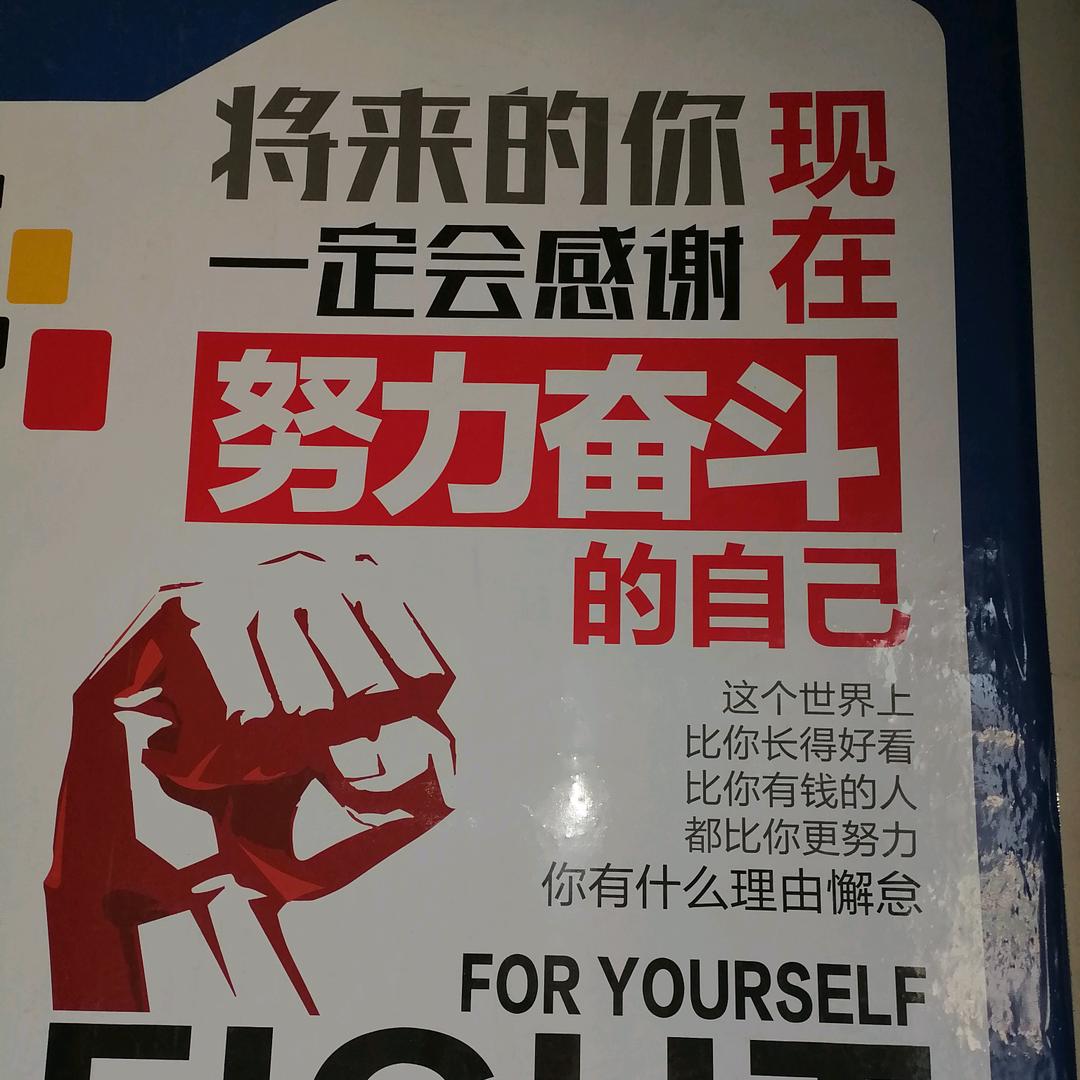 将来的你
一定会感谢
现在
努力奋斗
的自己
这个世界上
比你长得好看
比你有钱的人
都比你更努力
你有什么理由懈怠
FOR YOURSELF
FIGHT